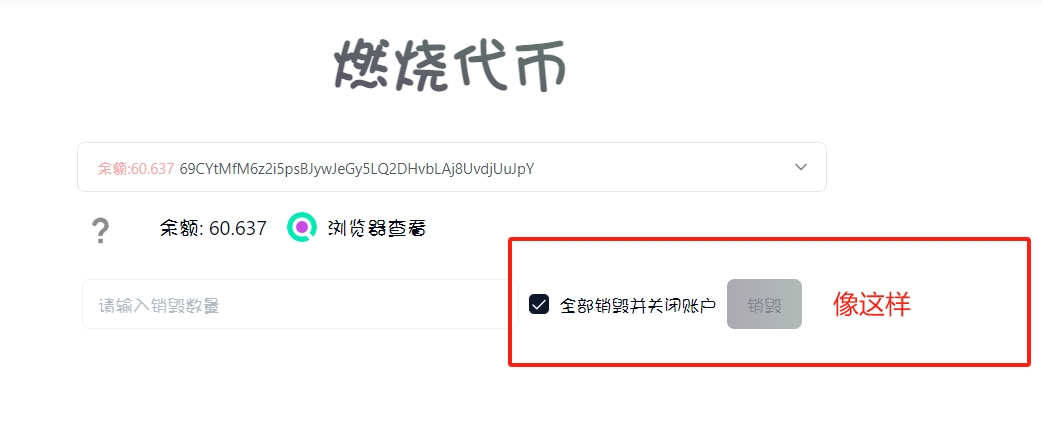 燃烧代币
余额:60.637 69CYtMfM6z2i5psBJywJeGy5LQ2DHvbLAj8UvdjUuJpY
? 余额: 60.637 浏览器查看
请输入销毁数量 全部销毁并关闭账户 销毁 像这样